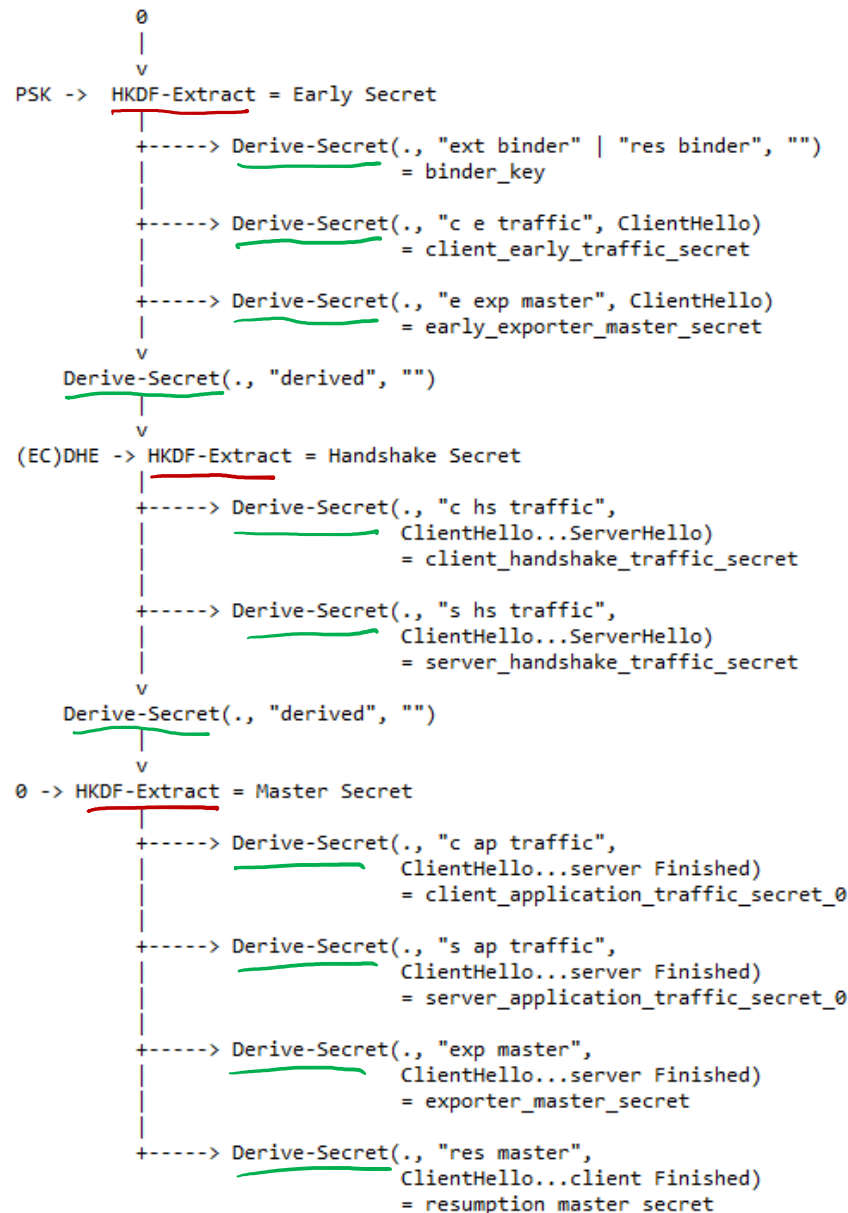 0
|
v
PSK ->  HKDF-Extract = Early Secret
|
+-----> Derive-Secret(., "ext binder" | "res binder", "")
|                     = binder_key
|
+-----> Derive-Secret(., "c e traffic", ClientHello)
|                     = client_early_traffic_secret
|
+-----> Derive-Secret(., "e exp master", ClientHello)
|                     = early_exporter_master_secret
v
Derive-Secret(., "derived", "")
|
v
(EC)DHE -> HKDF-Extract = Handshake Secret
|
+-----> Derive-Secret(., "c hs traffic",
|                     ClientHello...ServerHello)
|                     = client_handshake_traffic_secret
|
+-----> Derive-Secret(., "s hs traffic",
|                     ClientHello...ServerHello)
|                     = server_handshake_traffic_secret
v
Derive-Secret(., "derived", "")
|
v
0 -> HKDF-Extract = Master Secret
|
+-----> Derive-Secret(., "c ap traffic",
|                     ClientHello...server Finished)
|                     = client_application_traffic_secret_0
|
+-----> Derive-Secret(., "s ap traffic",
|                     ClientHello...server Finished)
|                     = server_application_traffic_secret_0
|
+-----> Derive-Secret(., "exp master",
|                     ClientHello...server Finished)
|                     = exporter_master_secret
|
+-----> Derive-Secret(., "res master",
ClientHello...client Finished)
= resumption_master_secret